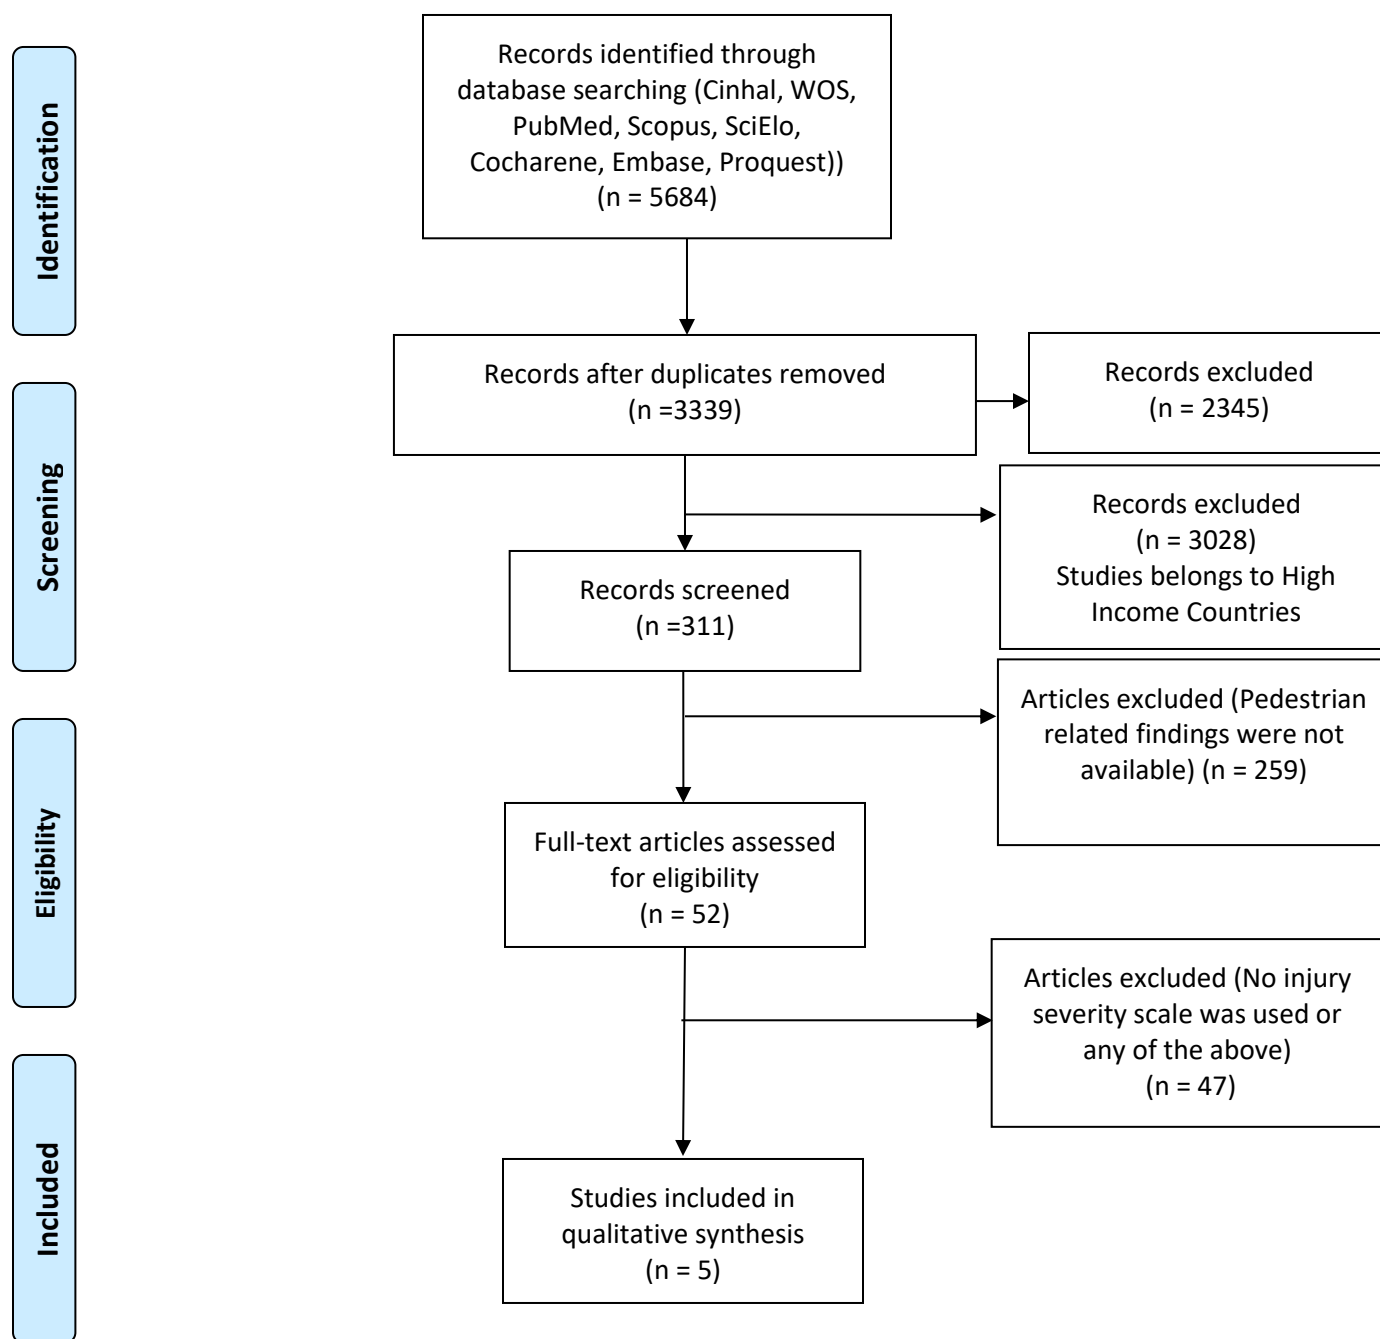 Identification
Records identified through
database searching (Cinhal, WOS,
PubMed, Scopus, SciElo,
Cocharene, Embase, Proquest))
(n = 5684)
Records after duplicates removed
(n =3339)
Records excluded
(n = 2345)
Screening
Records excluded
(n = 3028)
Studies belongs to High
Income Countries
Records screened
(n =311)
Articles excluded (Pedestrian
related findings were not
available) (n = 259)
Eligibility
Full-text articles assessed
for eligibility
(n = 52)
Articles excluded (No injury
severity scale was used or
any of the above)
(n = 47)
Included
Studies included in
qualitative synthesis
(n = 5)